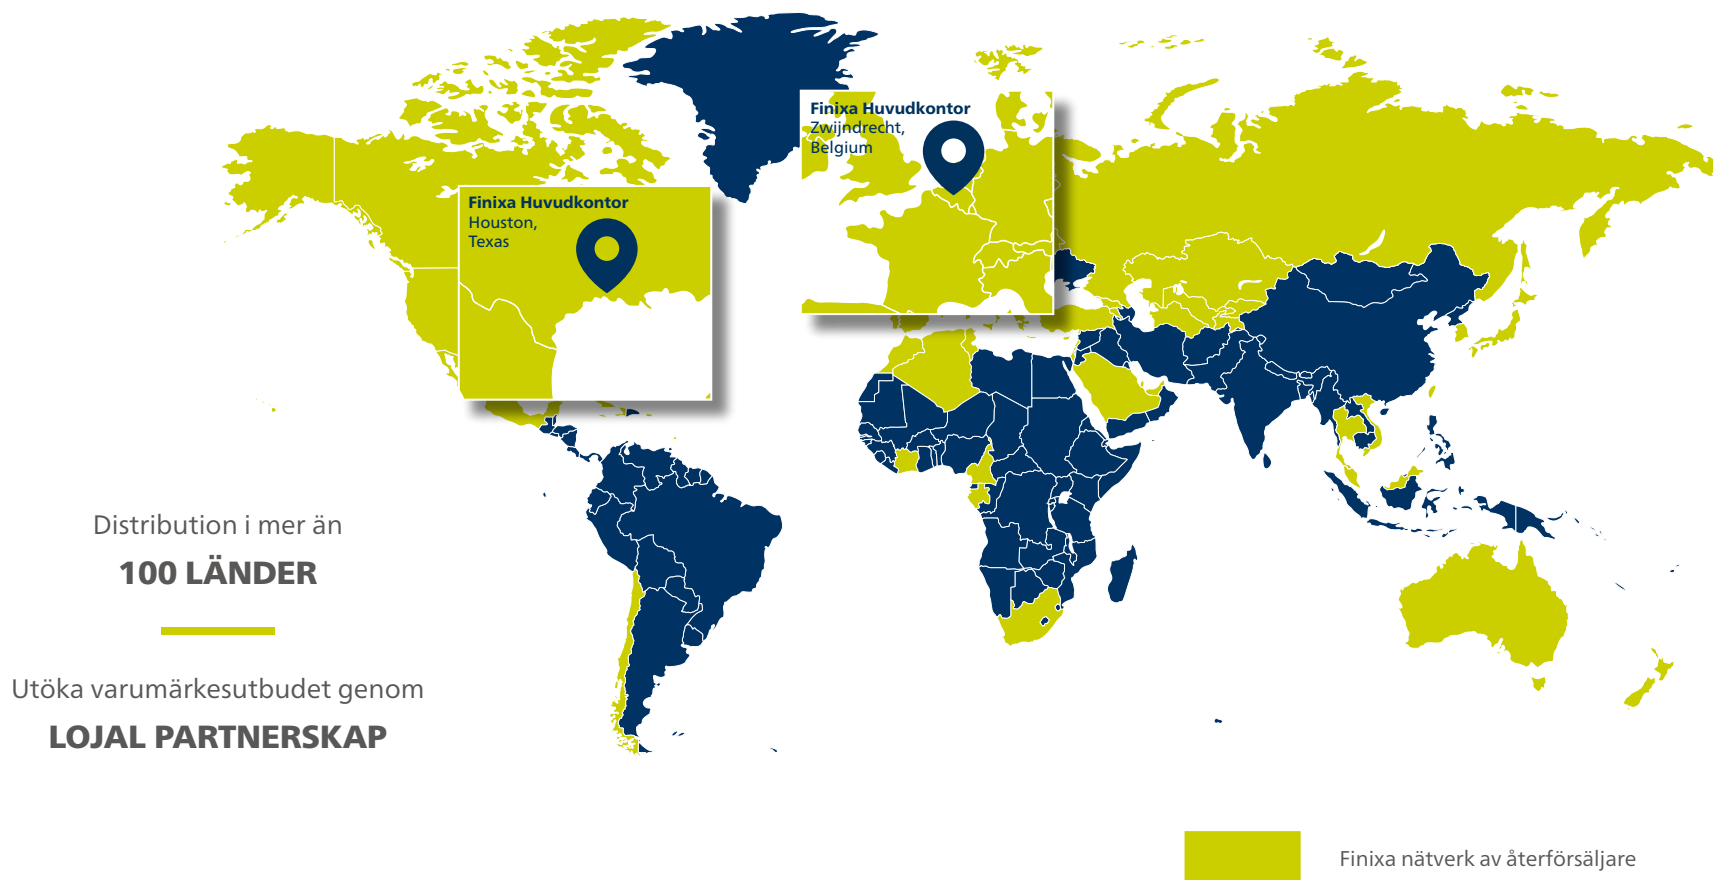 Finixa Huvudkontor
Zwijndrecht,
Belgium
Finixa Huvudkontor
Houston,
Texas
Distribution i mer än
100 LÄNDER
Utöka varumärkesutbudet genom
LOJAL PARTNERSKAP
Finixa nätverk av återförsäljare